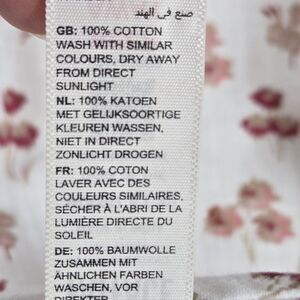 صنع في الهند
GB: 100% COTTON
WASH WITH SIMILAR
COLOURS, DRY AWAY
FROM DIRECT
SUNLIGHT
NL: 100% KATOEN
MET GELIJKSOORTIGE
KLEUREN WASSEN,
NIET IN DIRECT
ZONLICHT DROGEN
FR: 100% COTON
LAVER AVEC DES
COULEURS SIMILAIRES,
SÉCHER À L'ABRI DE LA
LUMIÈRE DIRECTE DU
SOLEIL
DE: 100% BAUMWOLLE
ZUSAMMEN MIT
ÄHNLICHEN FARBEN
WASCHEN, VOR
DIREKTER